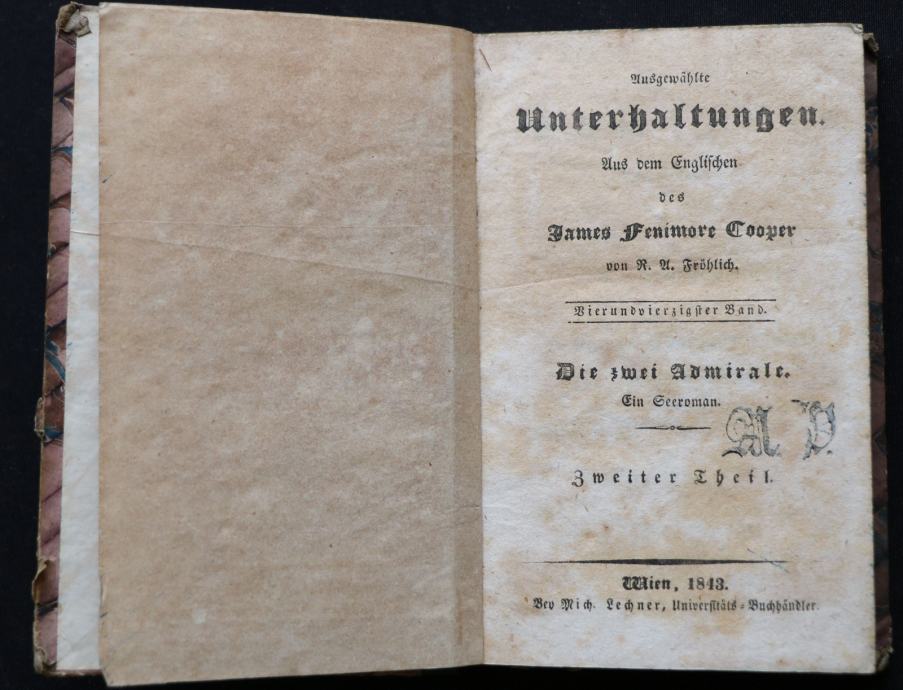 Ausgewählte
Unterhaltungen.
Aus dem Englischen
des
James Fenimore Cooper
von R. A. Fröhlich.
Vierundvierzigster Band.
Die zwei Admirale.
Ein Seeroman.
Zweiter Theil.
Wien, 1843.
Bey Mich. Lechner, Universitäts-Buchhändler.